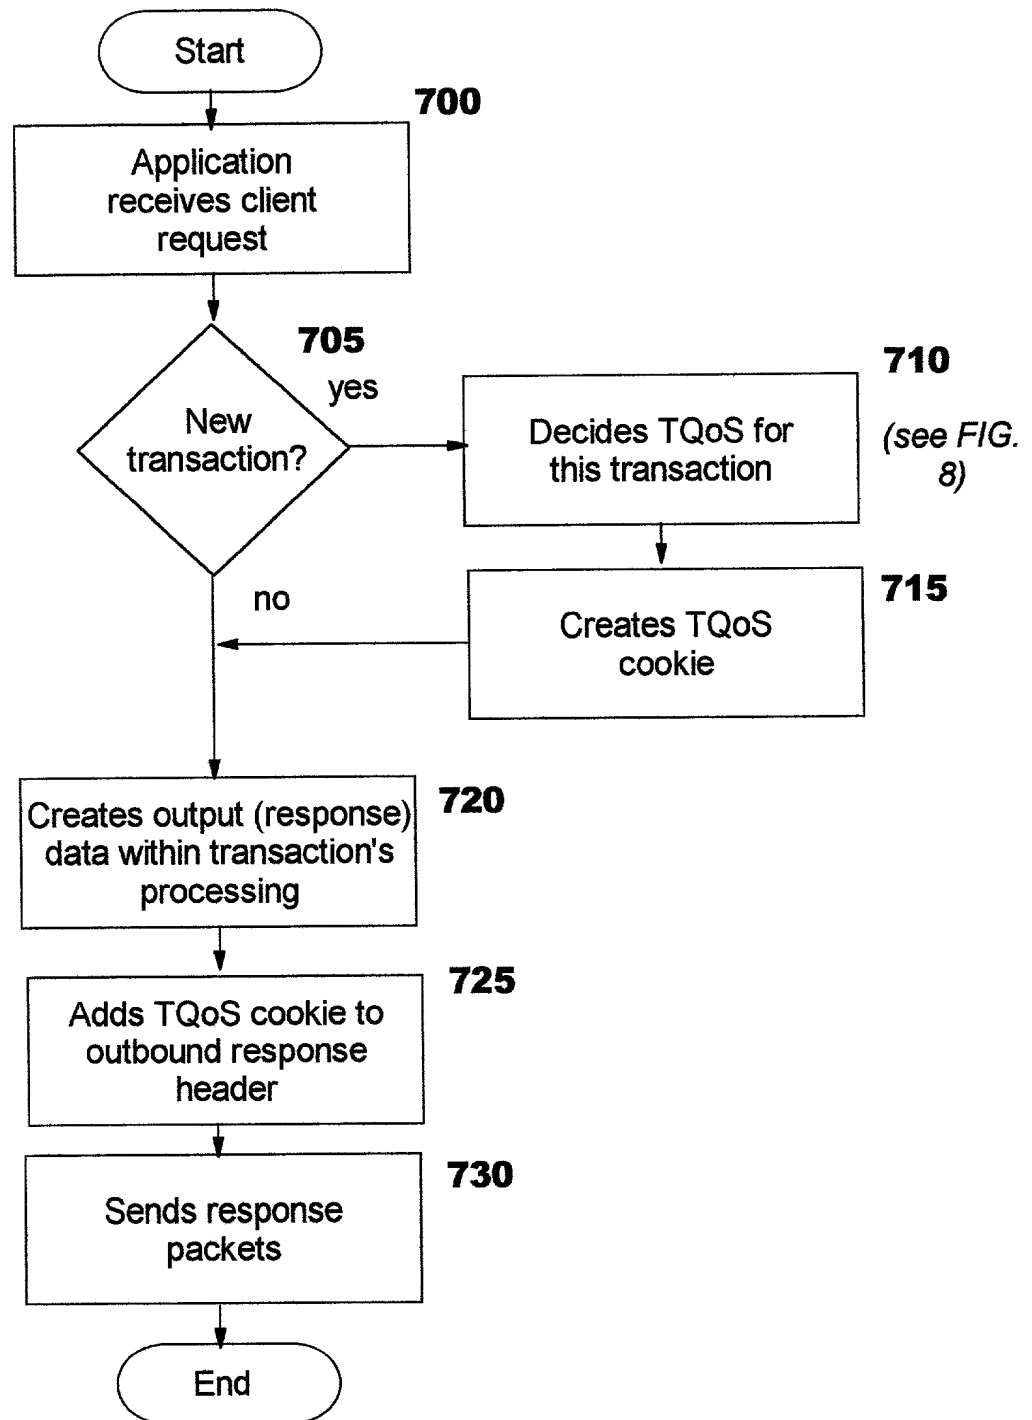 Start
700
Application
receives client
request
705
yes
New
transaction?
710
Decides TQoS for
this transaction
(see FIG.
8)
no
715
Creates TQoS
cookie
720
Creates output (response)
data within transaction's
processing
725
Adds TQoS cookie to
outbound response
header
730
Sends response
packets
End